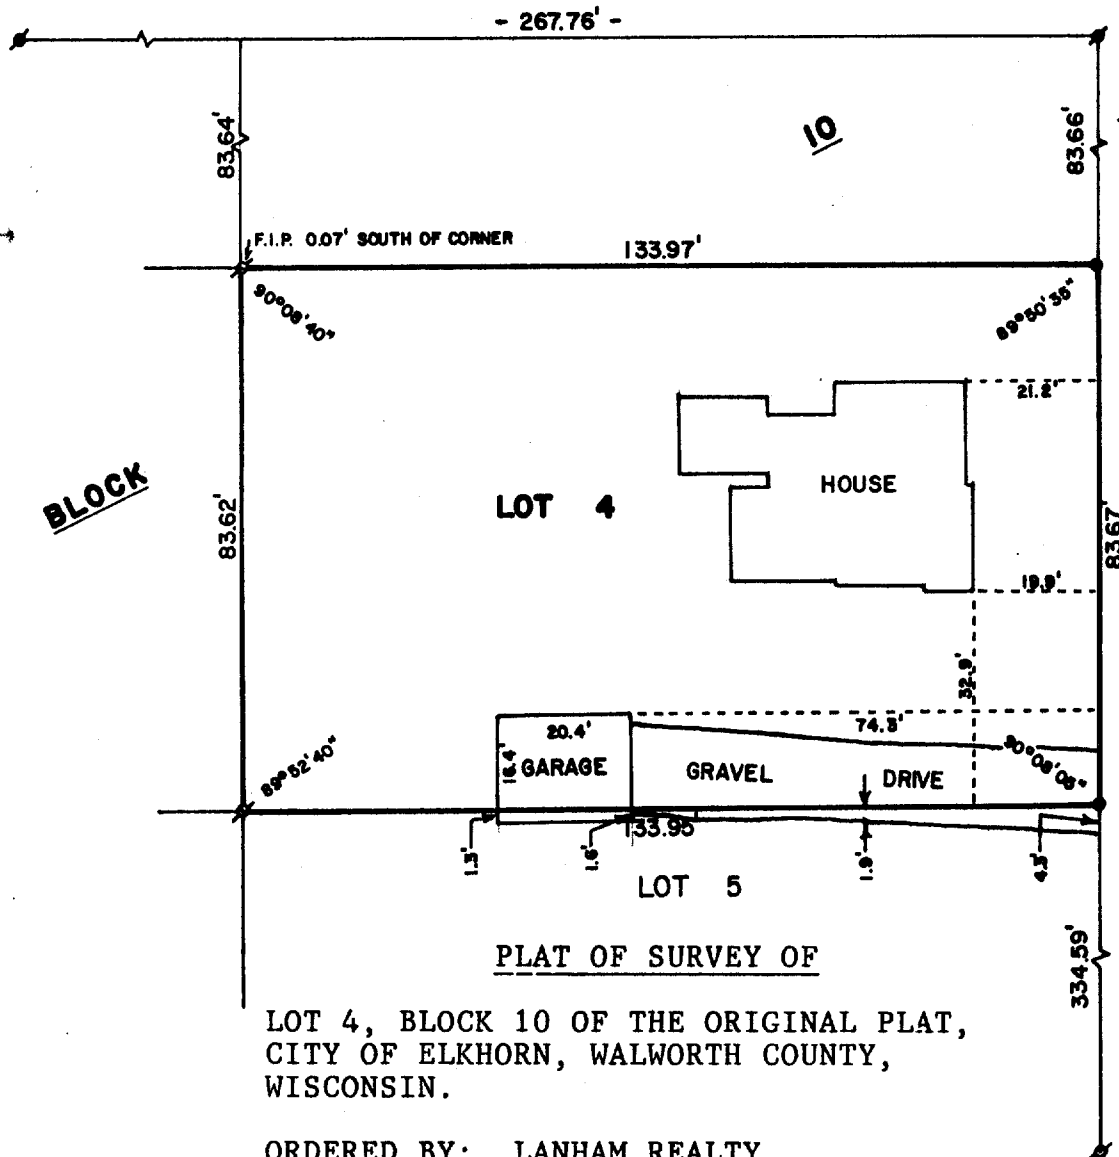 - 267.76' -
83.64'
10
83.66'
F.I.P. 0.07' SOUTH OF CORNER
133.97'
90°08'40"
89°50'35"
21.2'
BLOCK
83.62'
LOT 4
HOUSE
83.67'
19.9'
32.9'
74.3'
89°52'40"
20.4'
16.4'
GARAGE
GRAVEL DRIVE
90°08'05"
133.95
1.3'
1.6'
1.9'
4.3'
LOT 5
334.59'
PLAT OF SURVEY OF
LOT 4, BLOCK 10 OF THE ORIGINAL PLAT,
CITY OF ELKHORN, WALWORTH COUNTY,
WISCONSIN.
ORDERED BY: LANHAM REALTY